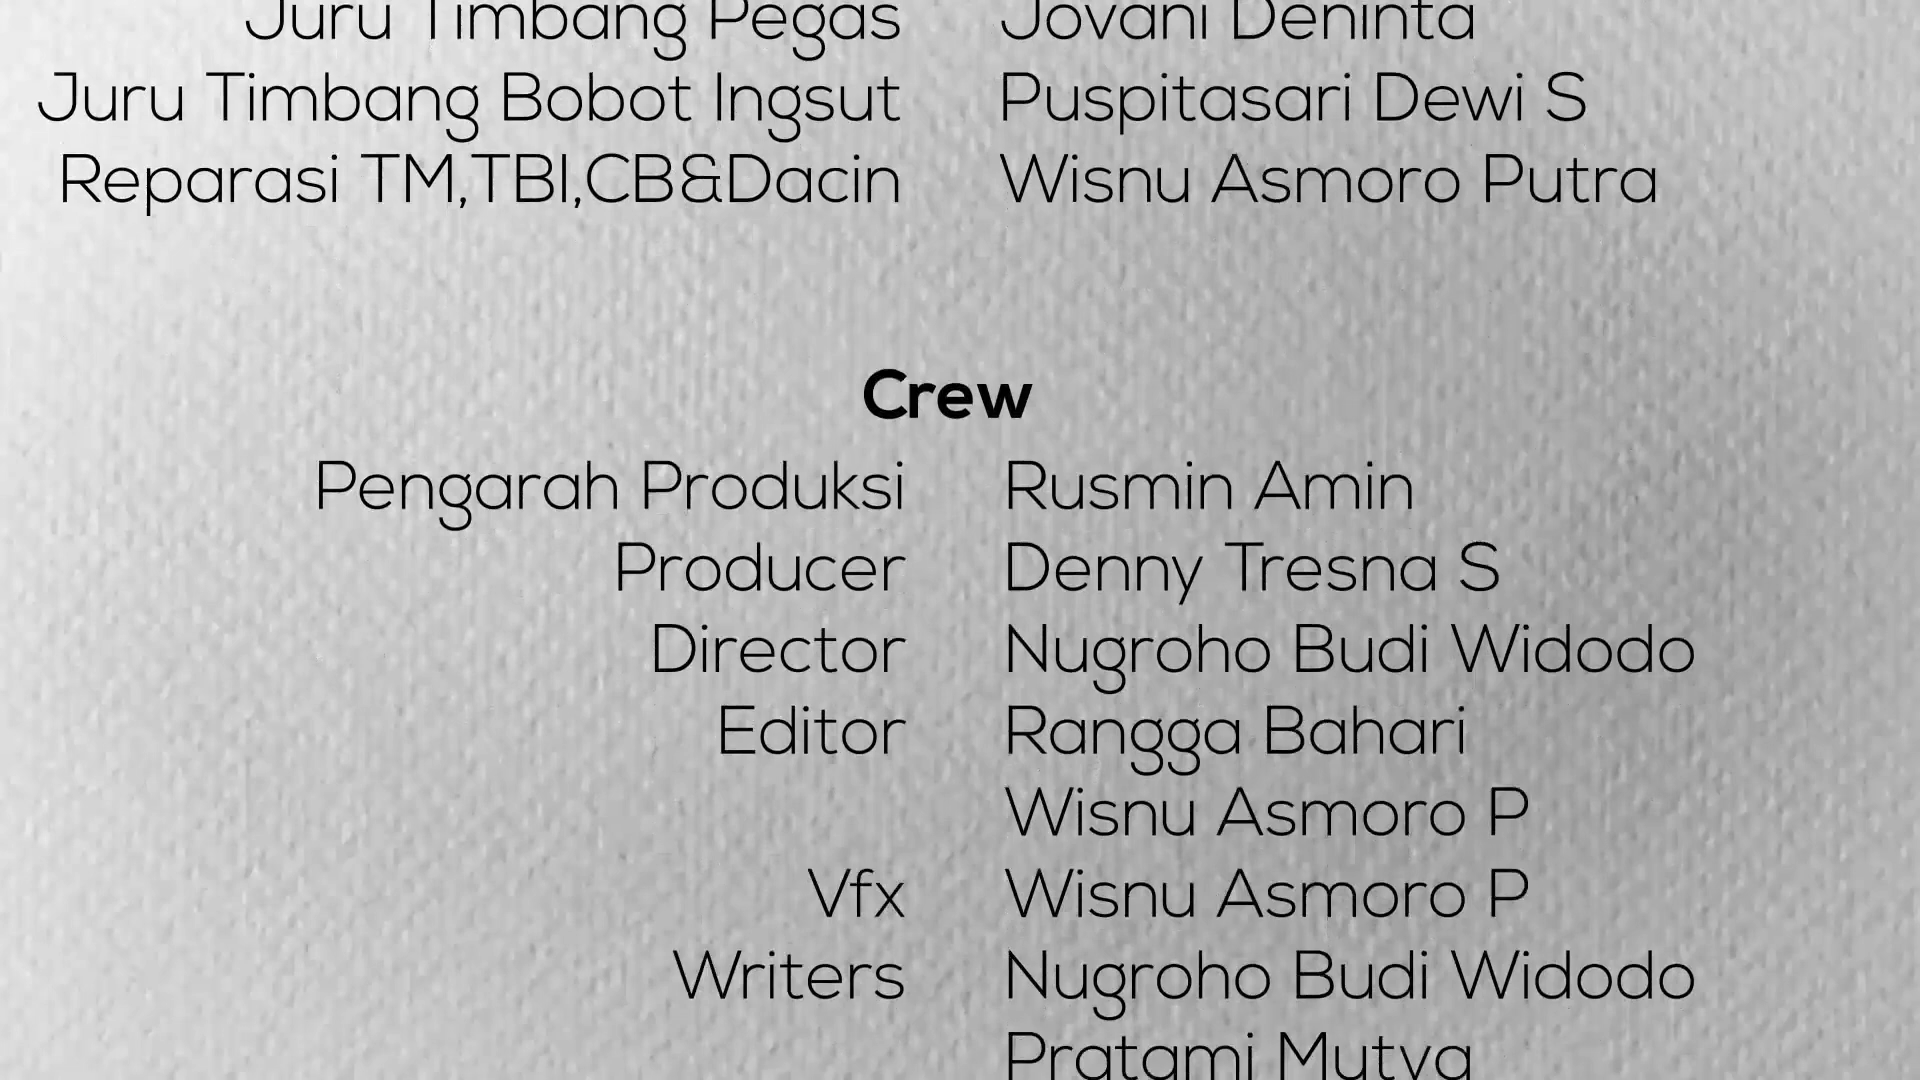 Juru Timbang Pegas Jovani Deninta
Juru Timbang Bobot Ingsut Puspitasari Dewi S
Reparasi TM,TBI,CB&Dacin Wisnu Asmoro Putra
Crew
Pengarah Produksi Rusmin Amin
Producer Denny Tresna S
Director Nugroho Budi Widodo
Editor Rangga Bahari
Wisnu Asmoro P
Vfx Wisnu Asmoro P
Writers Nugroho Budi Widodo
Pratami Mutya